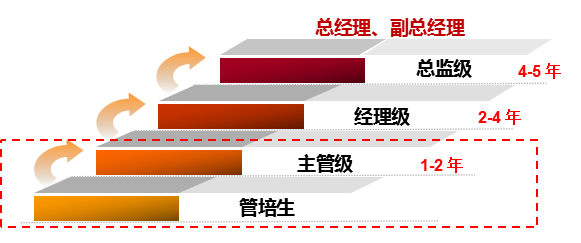 总经理、副总经理
总监级
4-5 年
经理级
2-4 年
主管级
1-2 年
管培生